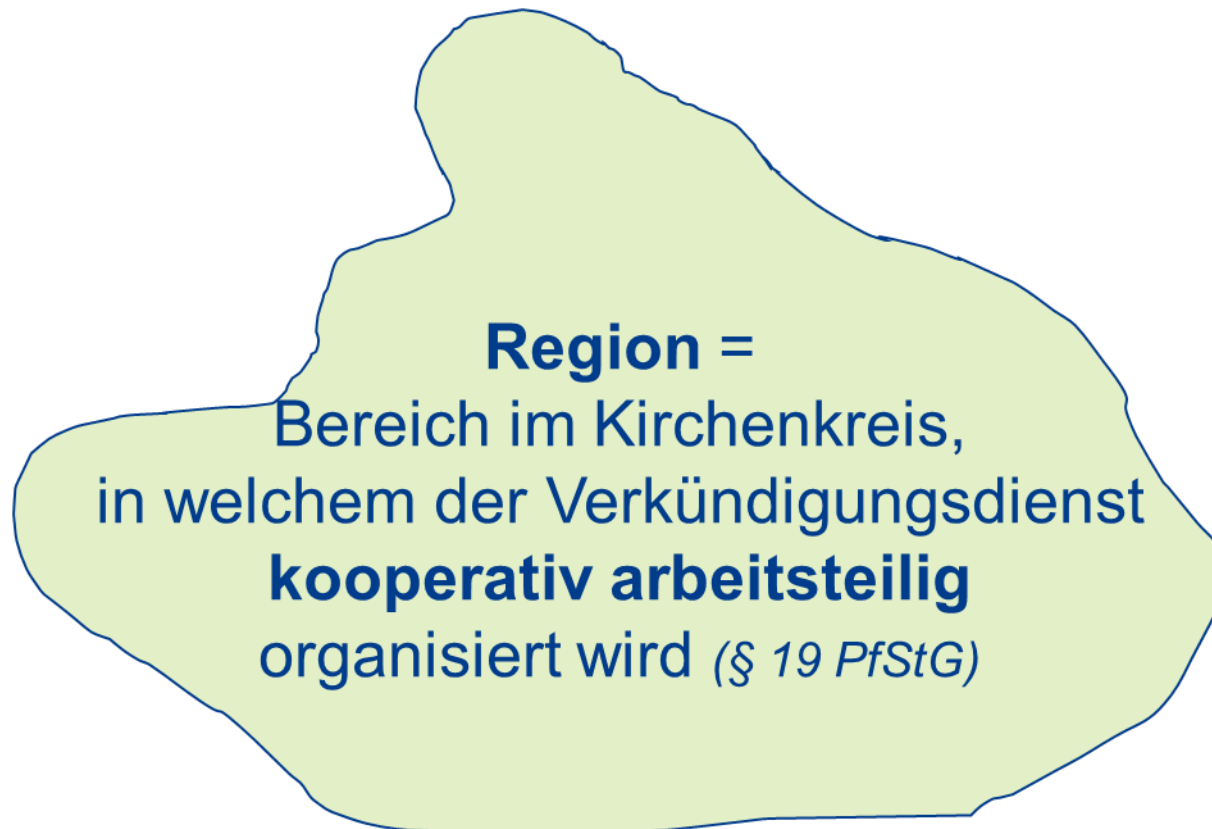 Region =
Bereich im Kirchenkreis,
in welchem der Verkündigungsdienst
kooperativ arbeitsteilig
organisiert wird (§ 19 PfStG)